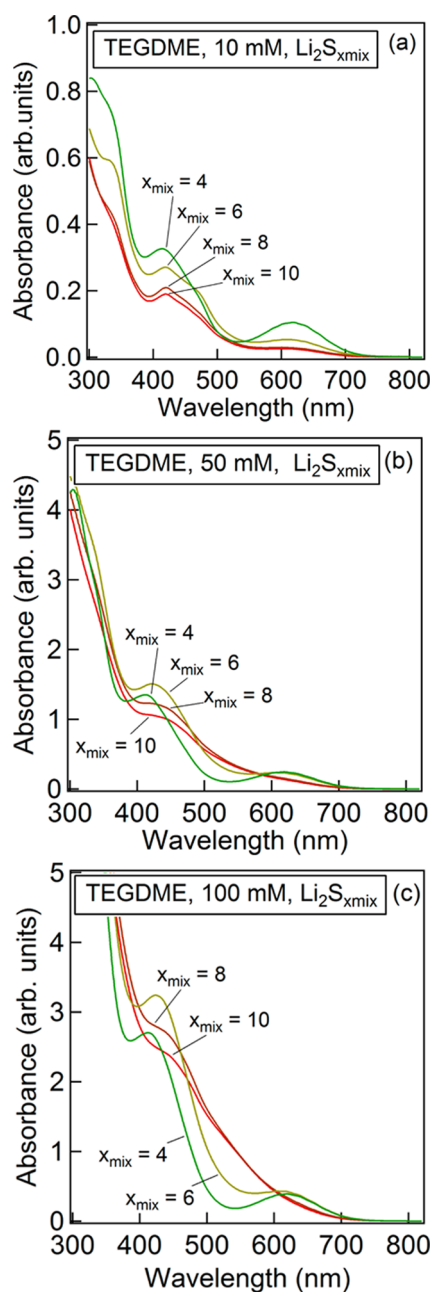 TEGDME, 10 mM, Li₂Sₓₘᵢₓ (a)
1.0
0.8
0.6
0.4
0.2
0.0
Absorbance (arb.units)
xmix = 4
xmix = 6
xmix = 8
xmix = 10
300 400 500 600 700 800
Wavelength (nm)
TEGDME, 50 mM, Li₂Sₓₘᵢₓ (b)
5
4
3
2
1
0
Absorbance (arb. units)
xmix = 4
xmix = 6
xmix = 8
xmix = 10
300 400 500 600 700 800
Wavelength (nm)
TEGDME, 100 mM, Li₂Sₓₘᵢₓ (c)
5
4
3
2
1
0
Absorbance (arb. units)
xmix = 8
xmix = 10
xmix = 4
xmix = 6
300 400 500 600 700 800
Wavelength (nm)